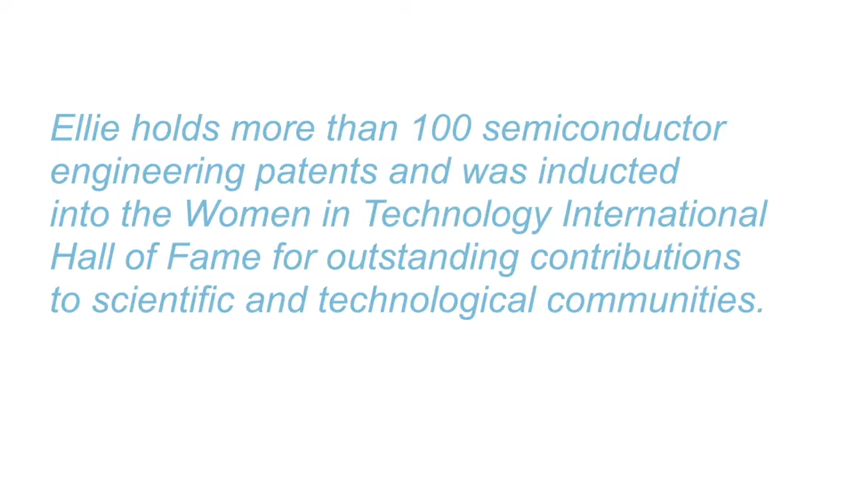 Ellie holds more than 100 semiconductor
engineering patents and was inducted
into the Women in Technology International
Hall of Fame for outstanding contributions
to scientific and technological communities.